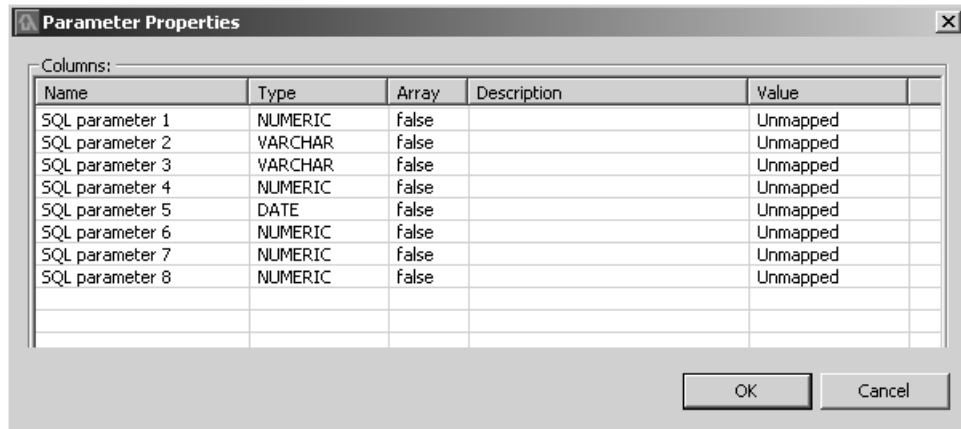 Parameter Properties
Columns:
Name Type Array Description Value
SQL parameter 1 NUMERIC false Unmapped
SQL parameter 2 VARCHAR false Unmapped
SQL parameter 3 VARCHAR false Unmapped
SQL parameter 4 NUMERIC false Unmapped
SQL parameter 5 DATE false Unmapped
SQL parameter 6 NUMERIC false Unmapped
SQL parameter 7 NUMERIC false Unmapped
SQL parameter 8 NUMERIC false Unmapped
OK Cancel